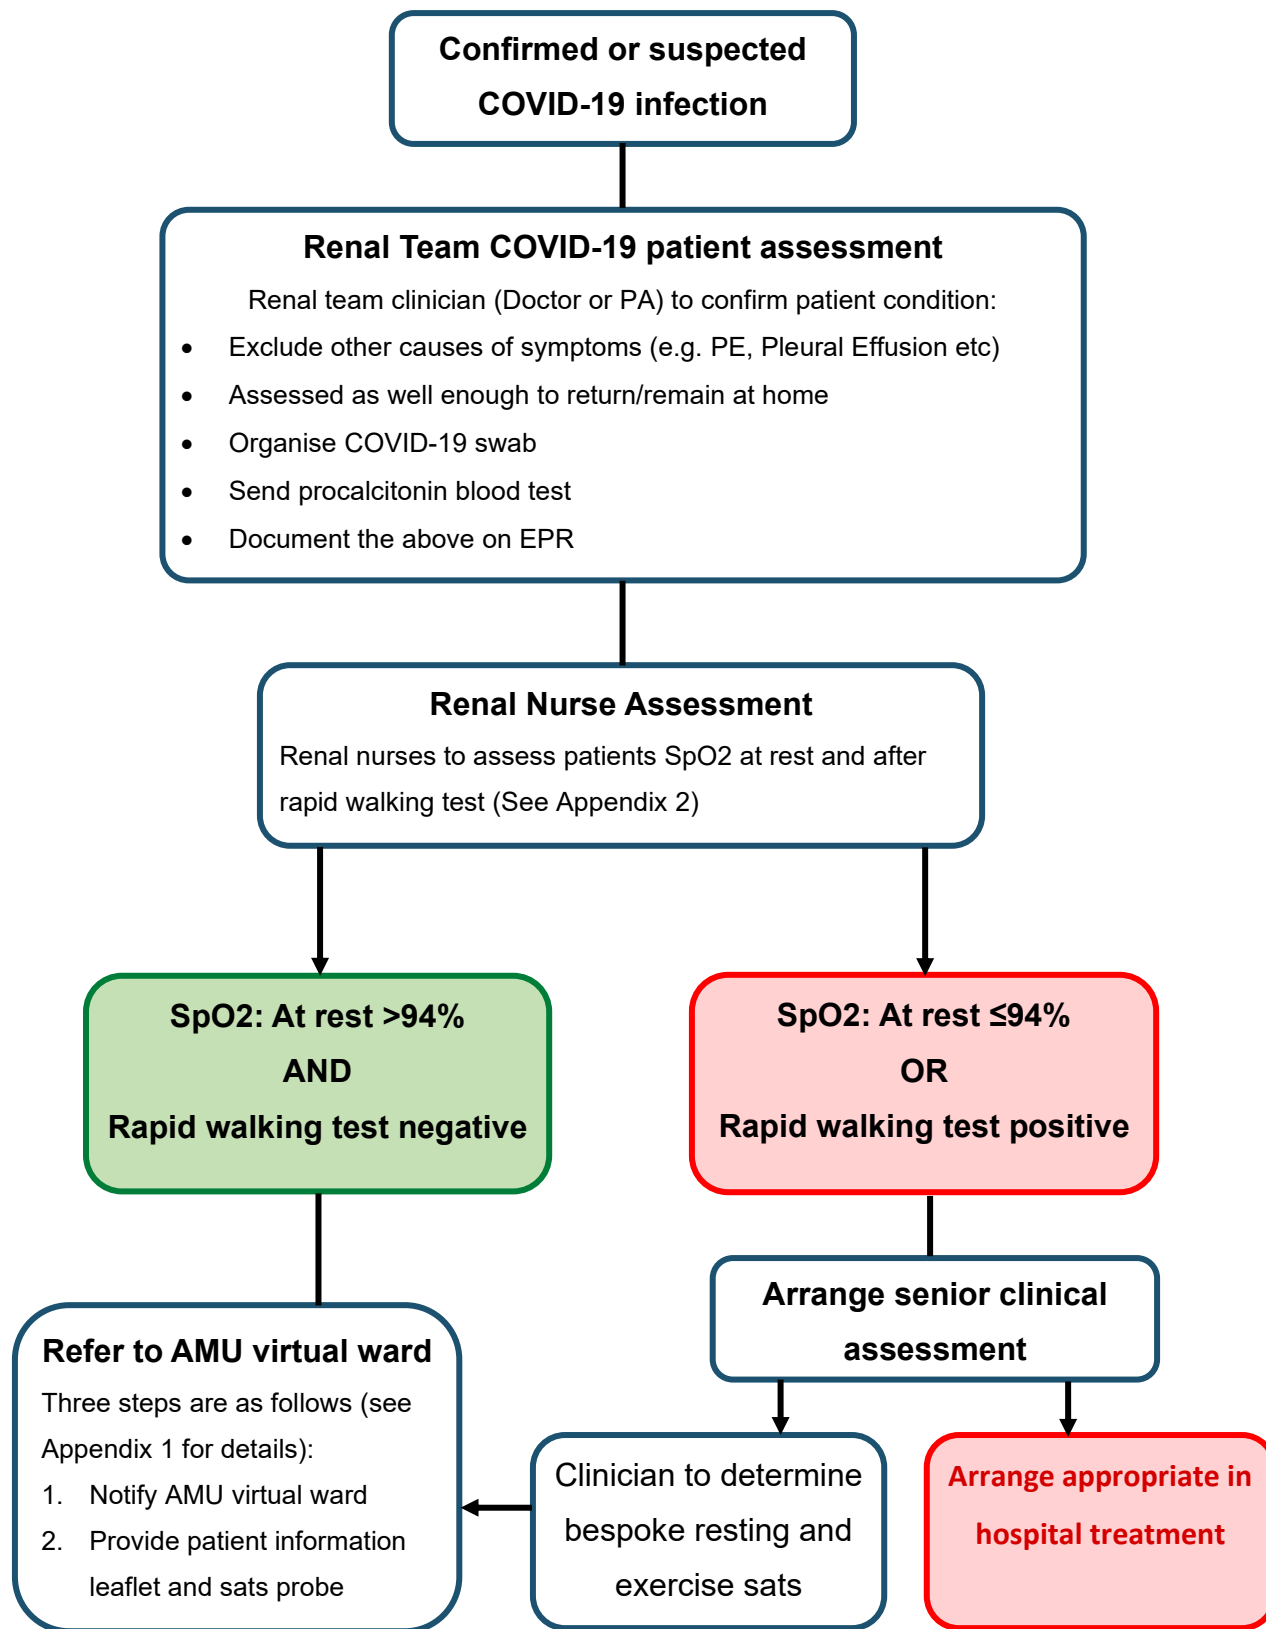 Confirmed or suspected
COVID-19 infection
Renal Team COVID-19 patient assessment
Renal team clinician (Doctor or PA) to confirm patient condition:
• Exclude other causes of symptoms (e.g. PE, Pleural Effusion etc)
• Assessed as well enough to return/remain at home
• Organise COVID-19 swab
• Send procalcitonin blood test
• Document the above on EPR
Renal Nurse Assessment
Renal nurses to assess patients SpO2 at rest and after
rapid walking test (See Appendix 2)
SpO2: At rest >94%
AND
Rapid walking test negative
SpO2: At rest ≤94%
OR
Rapid walking test positive
Arrange senior clinical
assessment
Refer to AMU virtual ward
Three steps are as follows (see
Appendix 1 for details):
1. Notify AMU virtual ward
2. Provide patient information
leaflet and sats probe
Clinician to determine
bespoke resting and
exercise sats
Arrange appropriate in
hospital treatment